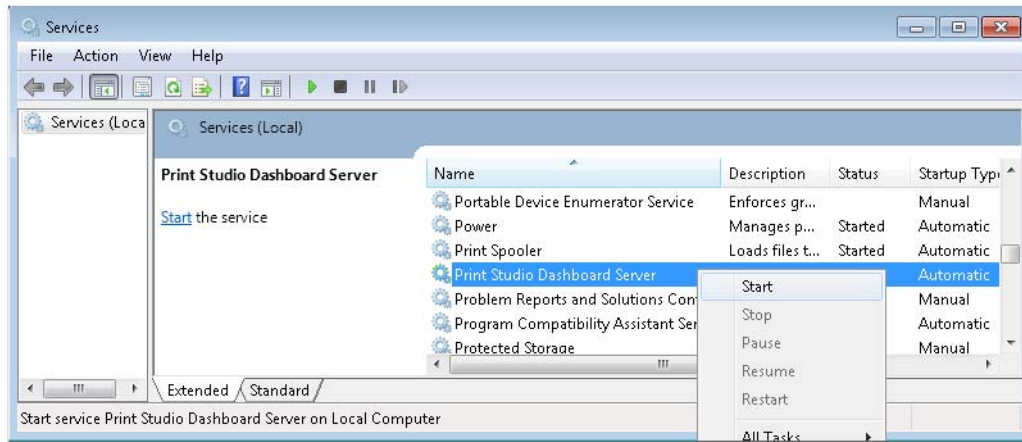 Services
File Action View Help
Services (Loca
Services (Local)
Print Studio Dashboard Server
Start the service
Name Description Status Startup Typ
Portable Device Enumerator Service Enforces gr... Manual
Power Manages p... Started Automatic
Print Spooler Loads files t... Started Automatic
Print Studio Dashboard Server Automatic
Problem Reports and Solutions Con Manual
Program Compatibility Assistant Ser Automatic
Protected Storage Manual
Start
Stop
Pause
Resume
Restart
All Tasks
Extended Standard
Start service Print Studio Dashboard Server on Local Computer